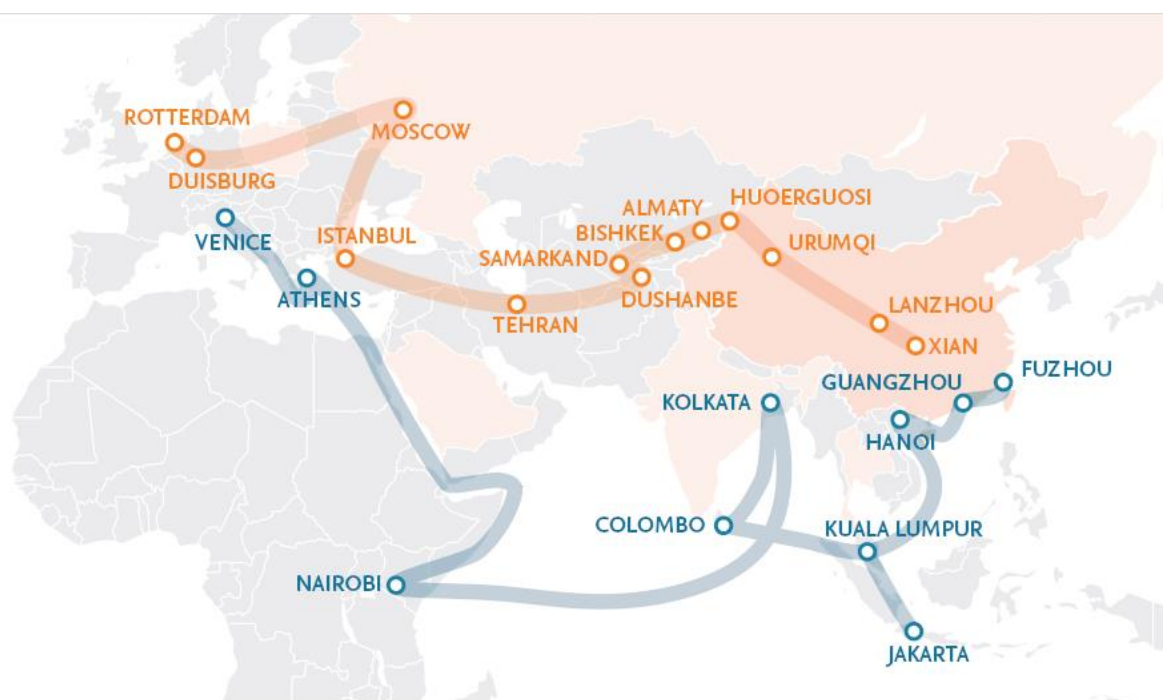 ROTTERDAM
MOSCOW
DUISBURG
HUOERGUOSI
ALMATY
VENICE
ISTANBUL
BISHKEK
URUMQI
SAMARKAND
ATHENS
DUSHANBE
LANZHOU
TEHRAN
XIAN
FUZHOU
GUANGZHOU
KOLKATA
HANOI
COLOMBO
KUALA LUMPUR
NAIROBI
JAKARTA